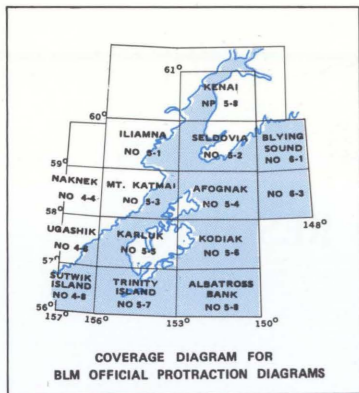 61°
KENAI
NP 5-8
60°
ILIAMNA
NO 5-1
SELDOVIA
NO 5-2
BLYING
SOUND
NO 6-1
59°
NAKNEK
NO 4-4
MT. KATMAI
NO 5-3
AFOGNAK
NO 5-4
NO 6-3
58°
148°
UGASHIK
KARLUK
NO 5-5
KODIAK
NO 5-6
57°
SUTWIK
ISLAND
NO 4-8
TRINITY
ISLAND
NO 5-7
ALBATROSS
BANK
NO 5-8
56°
157°
156°
153°
150°
COVERAGE DIAGRAM FOR
BLM OFFICIAL PROTRACTION DIAGRAMS